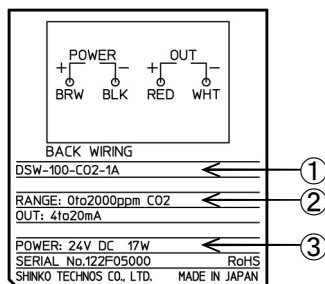 POWER OUT
+ − + −
BRW BLK RED WHT
BACK WIRING
DSW-100-CO2-1A ①
RANGE: 0to2000ppm CO2 ②
OUT: 4to20mA
POWER: 24V DC 17W ③
SERIAL No.122F05000 RoHS
SHINKO TECHNOS CO., LTD. MADE IN JAPAN